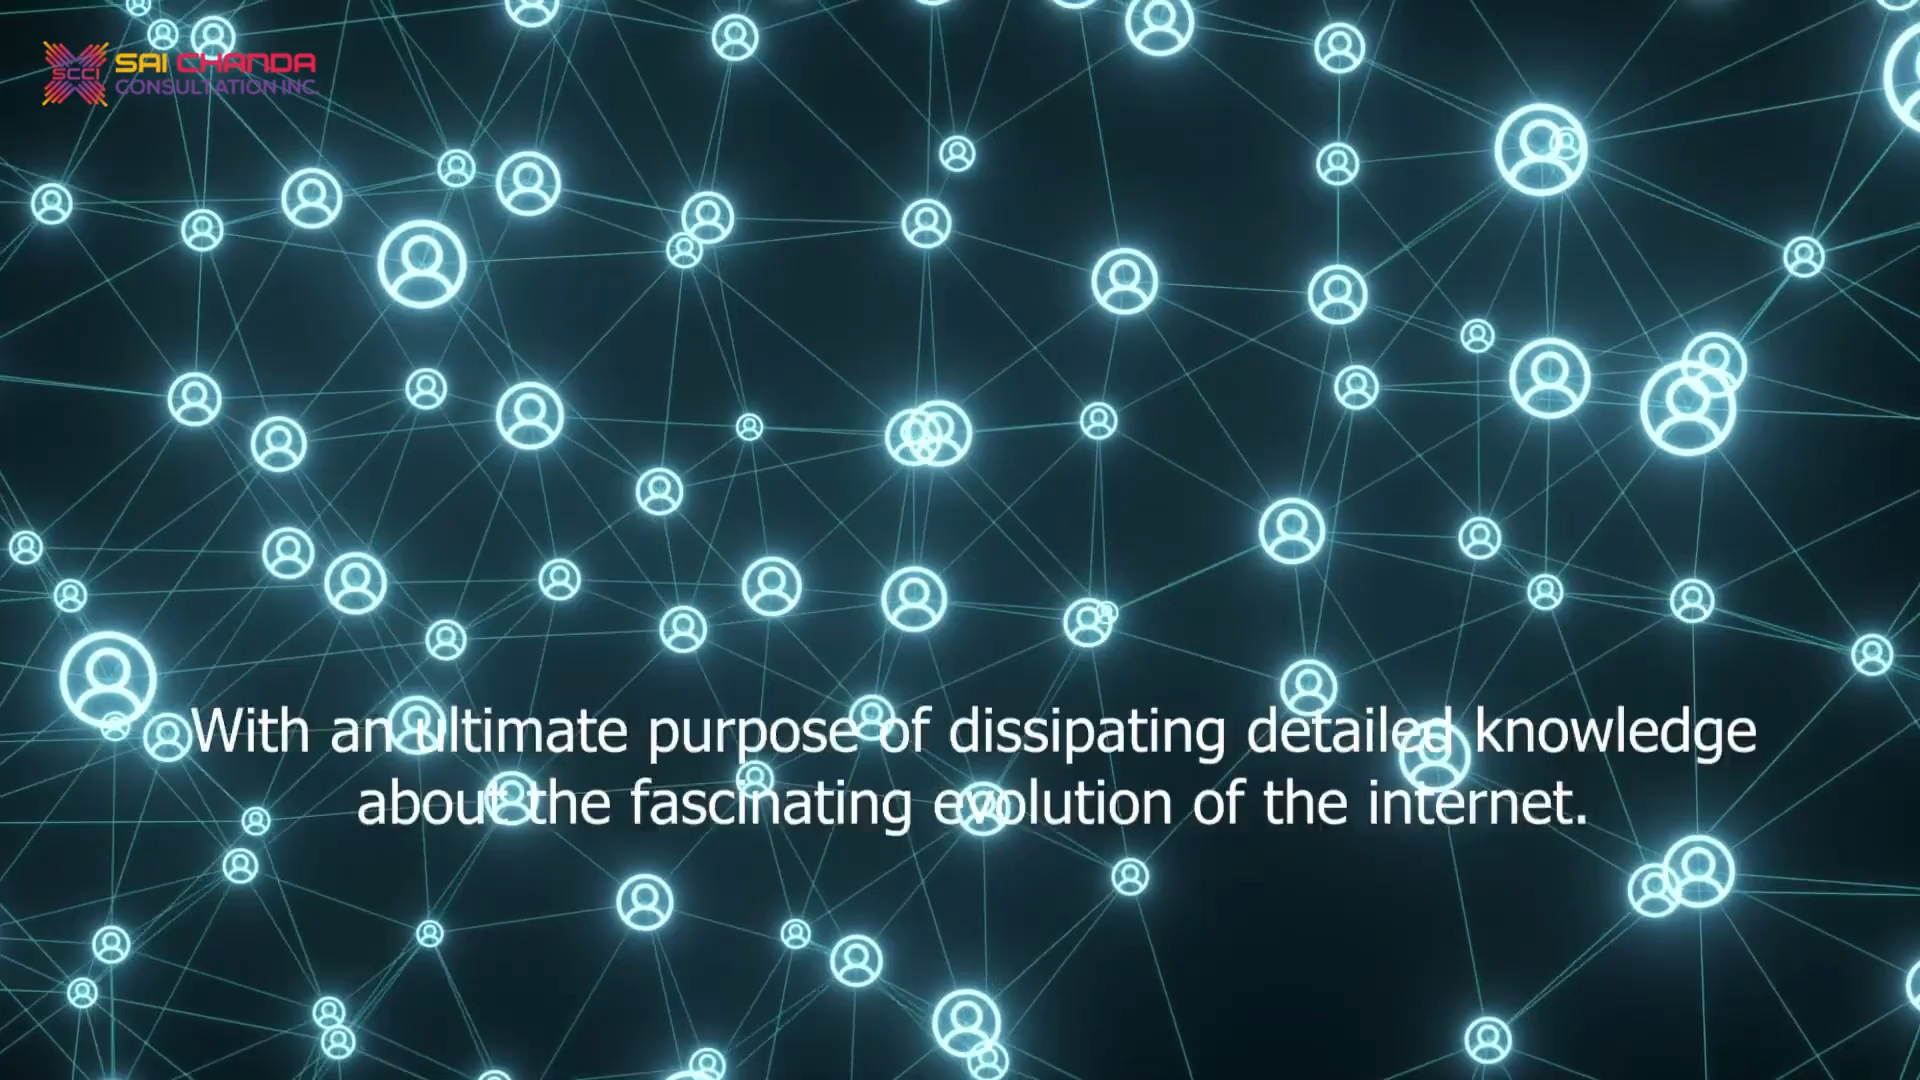 SCCI
SAI CHANDA
CONSULTATION INC.
With an ultimate purpose of dissipating detailed knowledge
about the fascinating evolution of the internet.